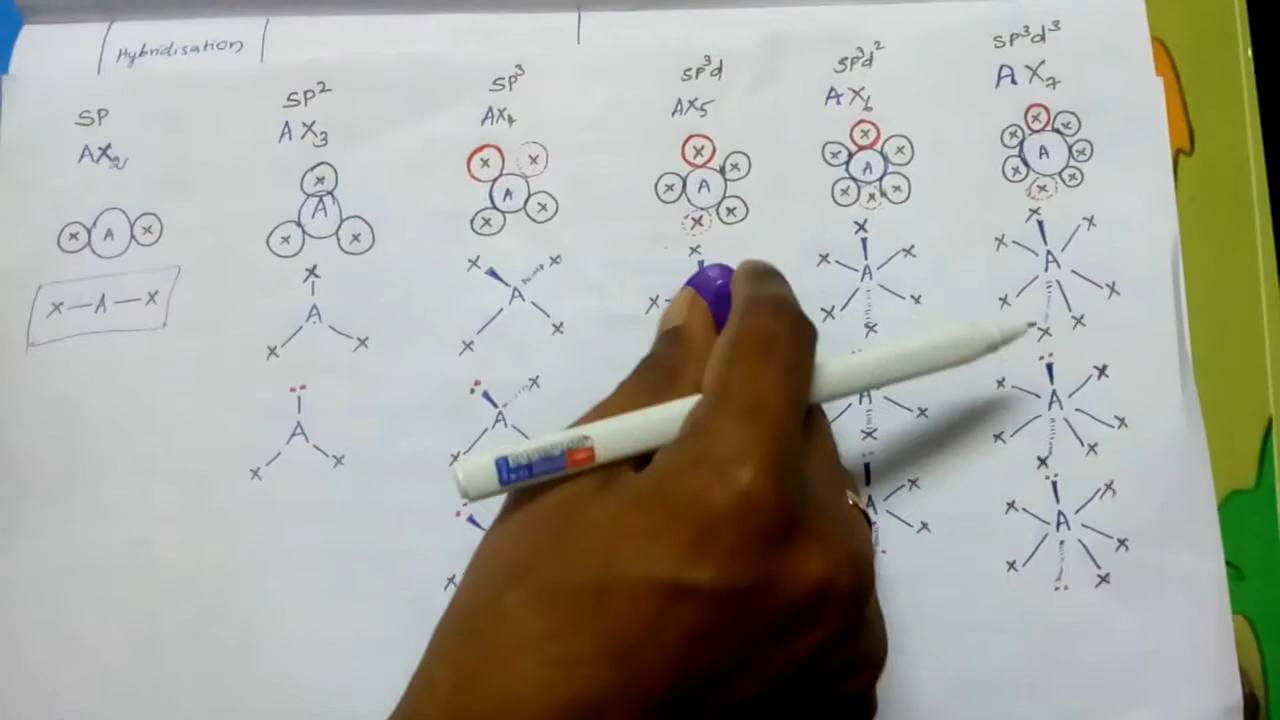 Hybridisation
SP
AX2
X—A—X
SP2
AX3
X
A
X X
X
A
X X
:
A
X X
SP3
AX4
X X
A
X X
X X
A
X X
: X
A
X
:
X
SP3d
AX5
X
X
X A
X
X
X
X
SP3d2
AX6
X
X X
A
X X X
X
X X
A
X X
X
A
X
X
:
X
A
X
:
SP3d3
AX7
X
X X
A X
X X
X
X
X X
A
X X
X
X
:
X X
A
X X
X
X
:
X X
A
X X
X
: